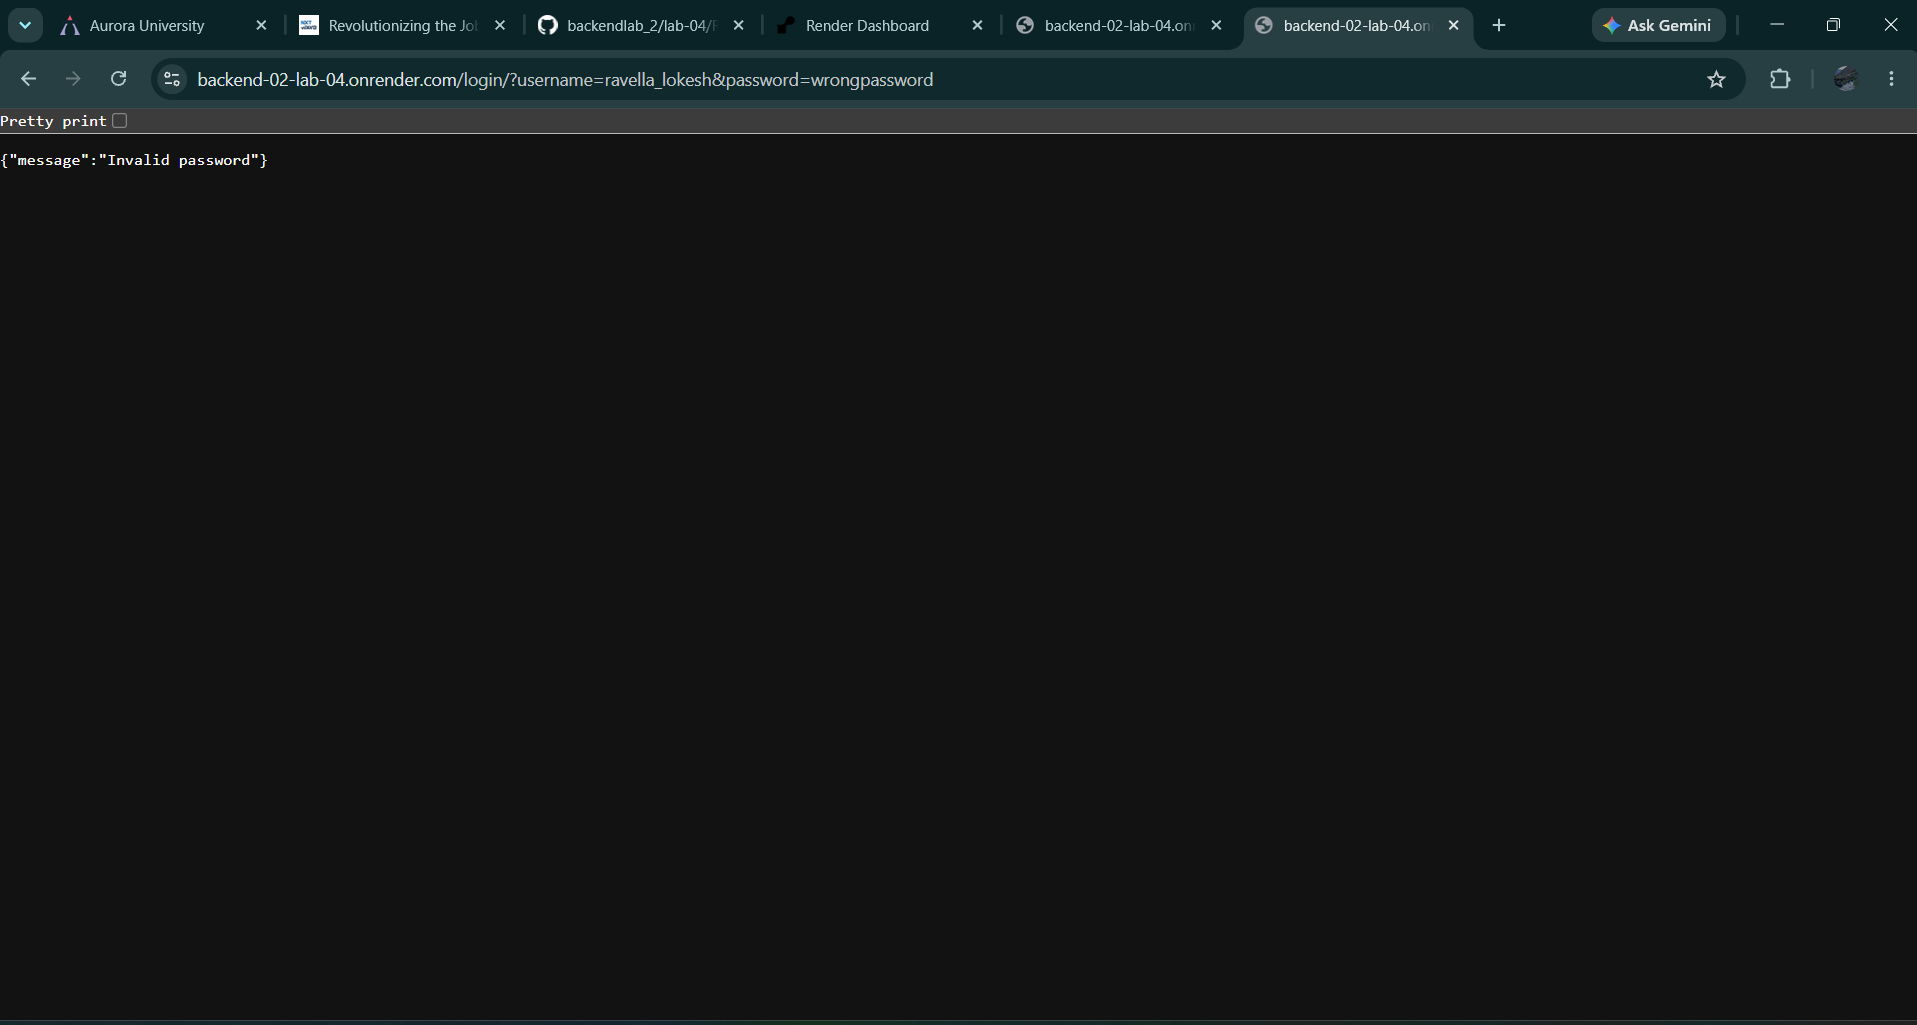 Aurora University
Revolutionizing the Jo
backendlab_2/lab-04/
Render Dashboard
backend-02-lab-04.on
backend-02-lab-04.on
Ask Gemini
backend-02-lab-04.onrender.com/login/?username=ravella_lokesh&password=wrongpassword
Pretty print
{"message":"Invalid password"}